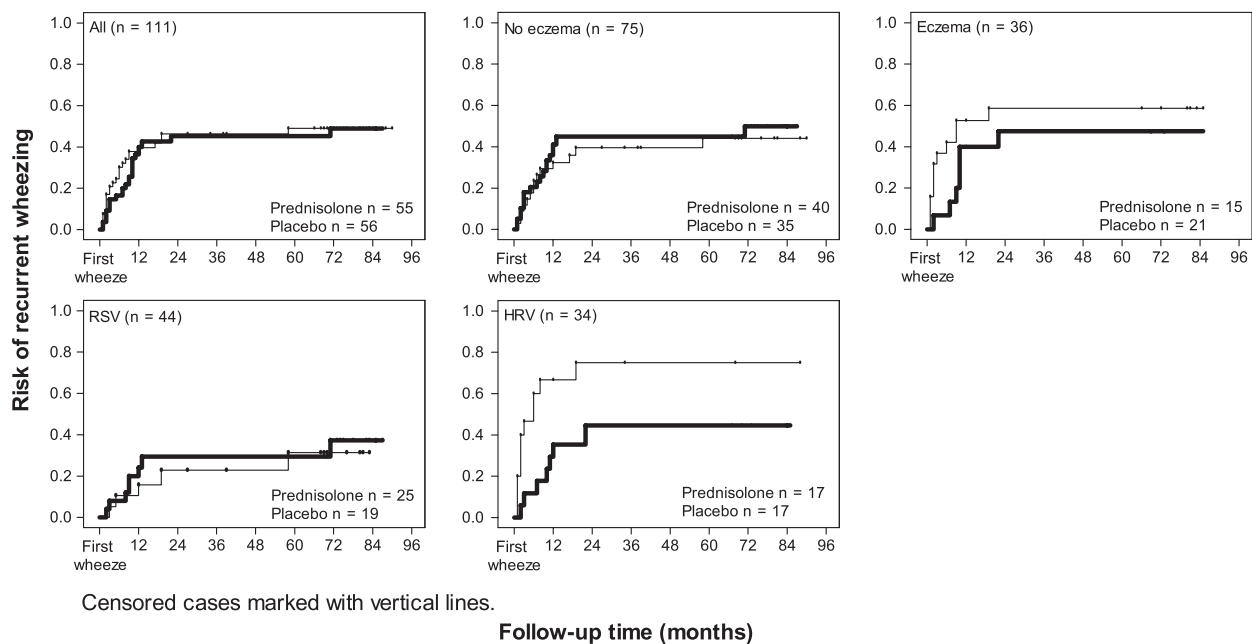 Risk of recurrent wheezing
All (n = 111)
1.0
0.8
0.6
0.4
0.2
0.0
Prednisolone n = 55
Placebo n = 56
First wheeze
12 24 36 48 60 72 84 96
No eczema (n = 75)
1.0
0.8
0.6
0.4
0.2
0.0
Prednisolone n = 40
Placebo n = 35
First wheeze
12 24 36 48 60 72 84 96
Eczema (n = 36)
1.0
0.8
0.6
0.4
0.2
0.0
Prednisolone n = 15
Placebo n = 21
First wheeze
12 24 36 48 60 72 84 96
RSV (n = 44)
1.0
0.8
0.6
0.4
0.2
0.0
Prednisolone n = 25
Placebo n = 19
First wheeze
12 24 36 48 60 72 84 96
HRV (n = 34)
1.0
0.8
0.6
0.4
0.2
0.0
Prednisolone n = 17
Placebo n = 17
First wheeze
12 24 36 48 60 72 84 96
Censored cases marked with vertical lines.
Follow-up time (months)